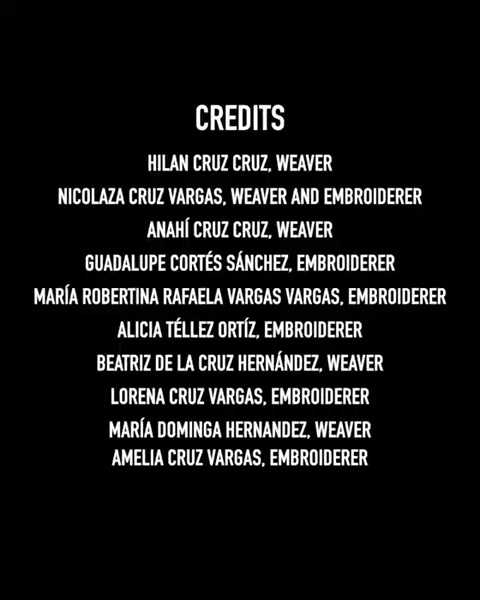 CREDITS
HILAN CRUZ CRUZ, WEAVER
NICOLAZA CRUZ VARGAS, WEAVER AND EMBROIDERER
ANAHÍ CRUZ CRUZ, WEAVER
GUADALUPE CORTÉS SÁNCHEZ, EMBROIDERER
MARÍA ROBERTINA RAFAELA VARGAS VARGAS, EMBROIDERER
ALICIA TÉLLEZ ORTÍZ, EMBROIDERER
BEATRIZ DE LA CRUZ HERNÁNDEZ, WEAVER
LORENA CRUZ VARGAS, EMBROIDERER
MARÍA DOMINGA HERNANDEZ, WEAVER
AMELIA CRUZ VARGAS, EMBROIDERER